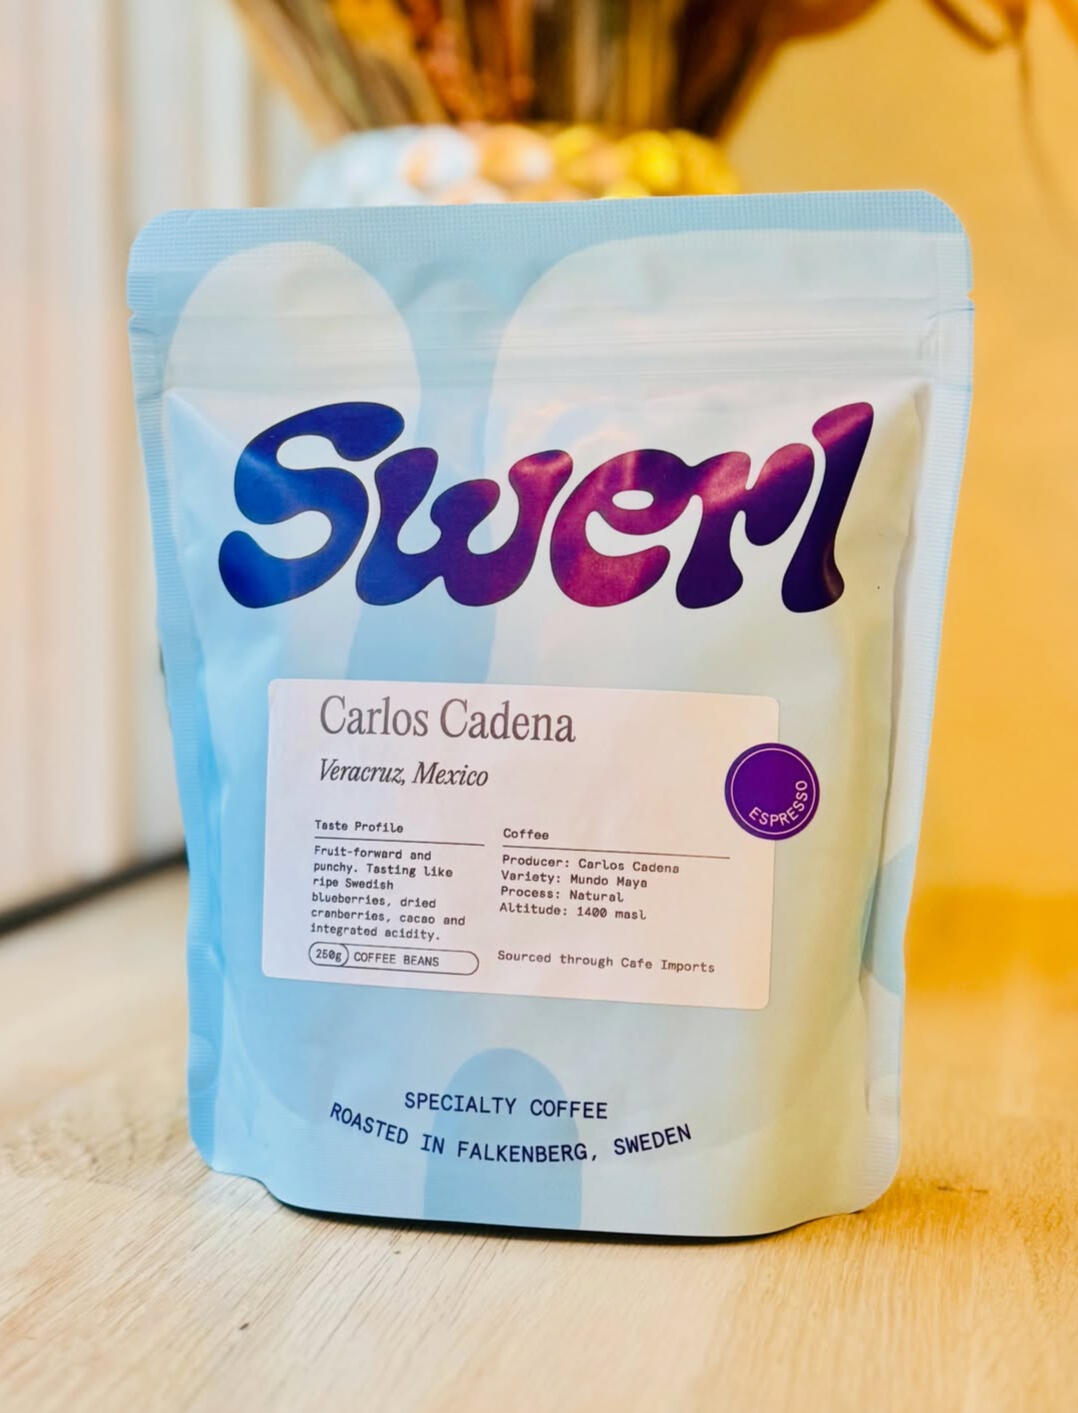 Swerl
Carlos Cadena
Veracruz, Mexico
ESPRESSO
Taste Profile
Fruit-forward and
punchy. Tasting like
ripe Swedish
blueberries, dried
cranberries, cacao and
integrated acidity.
250g COFFEE BEANS
Coffee
Producer: Carlos Cadena
Variety: Mundo Maya
Process: Natural
Altitude: 1400 masl
Sourced through Cafe Imports
SPECIALTY COFFEE
ROASTED IN FALKENBERG, SWEDEN